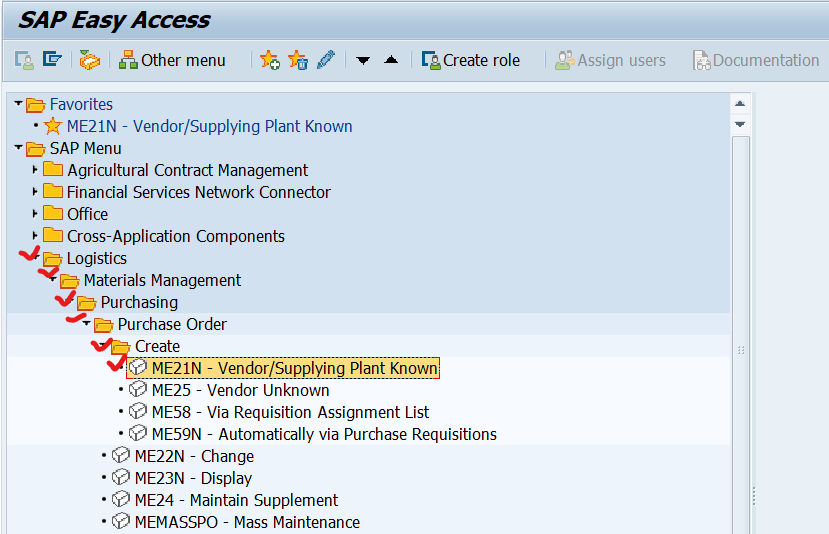 SAP Easy Access
Other menu Create role Assign users Documentation
Favorites
ME21N - Vendor/Supplying Plant Known
SAP Menu
Agricultural Contract Management
Financial Services Network Connector
Office
Cross-Application Components
Logistics
Materials Management
Purchasing
Purchase Order
Create
ME21N - Vendor/Supplying Plant Known
ME25 - Vendor Unknown
ME58 - Via Requisition Assignment List
ME59N - Automatically via Purchase Requisitions
ME22N - Change
ME23N - Display
ME24 - Maintain Supplement
MEMASSPO - Mass Maintenance